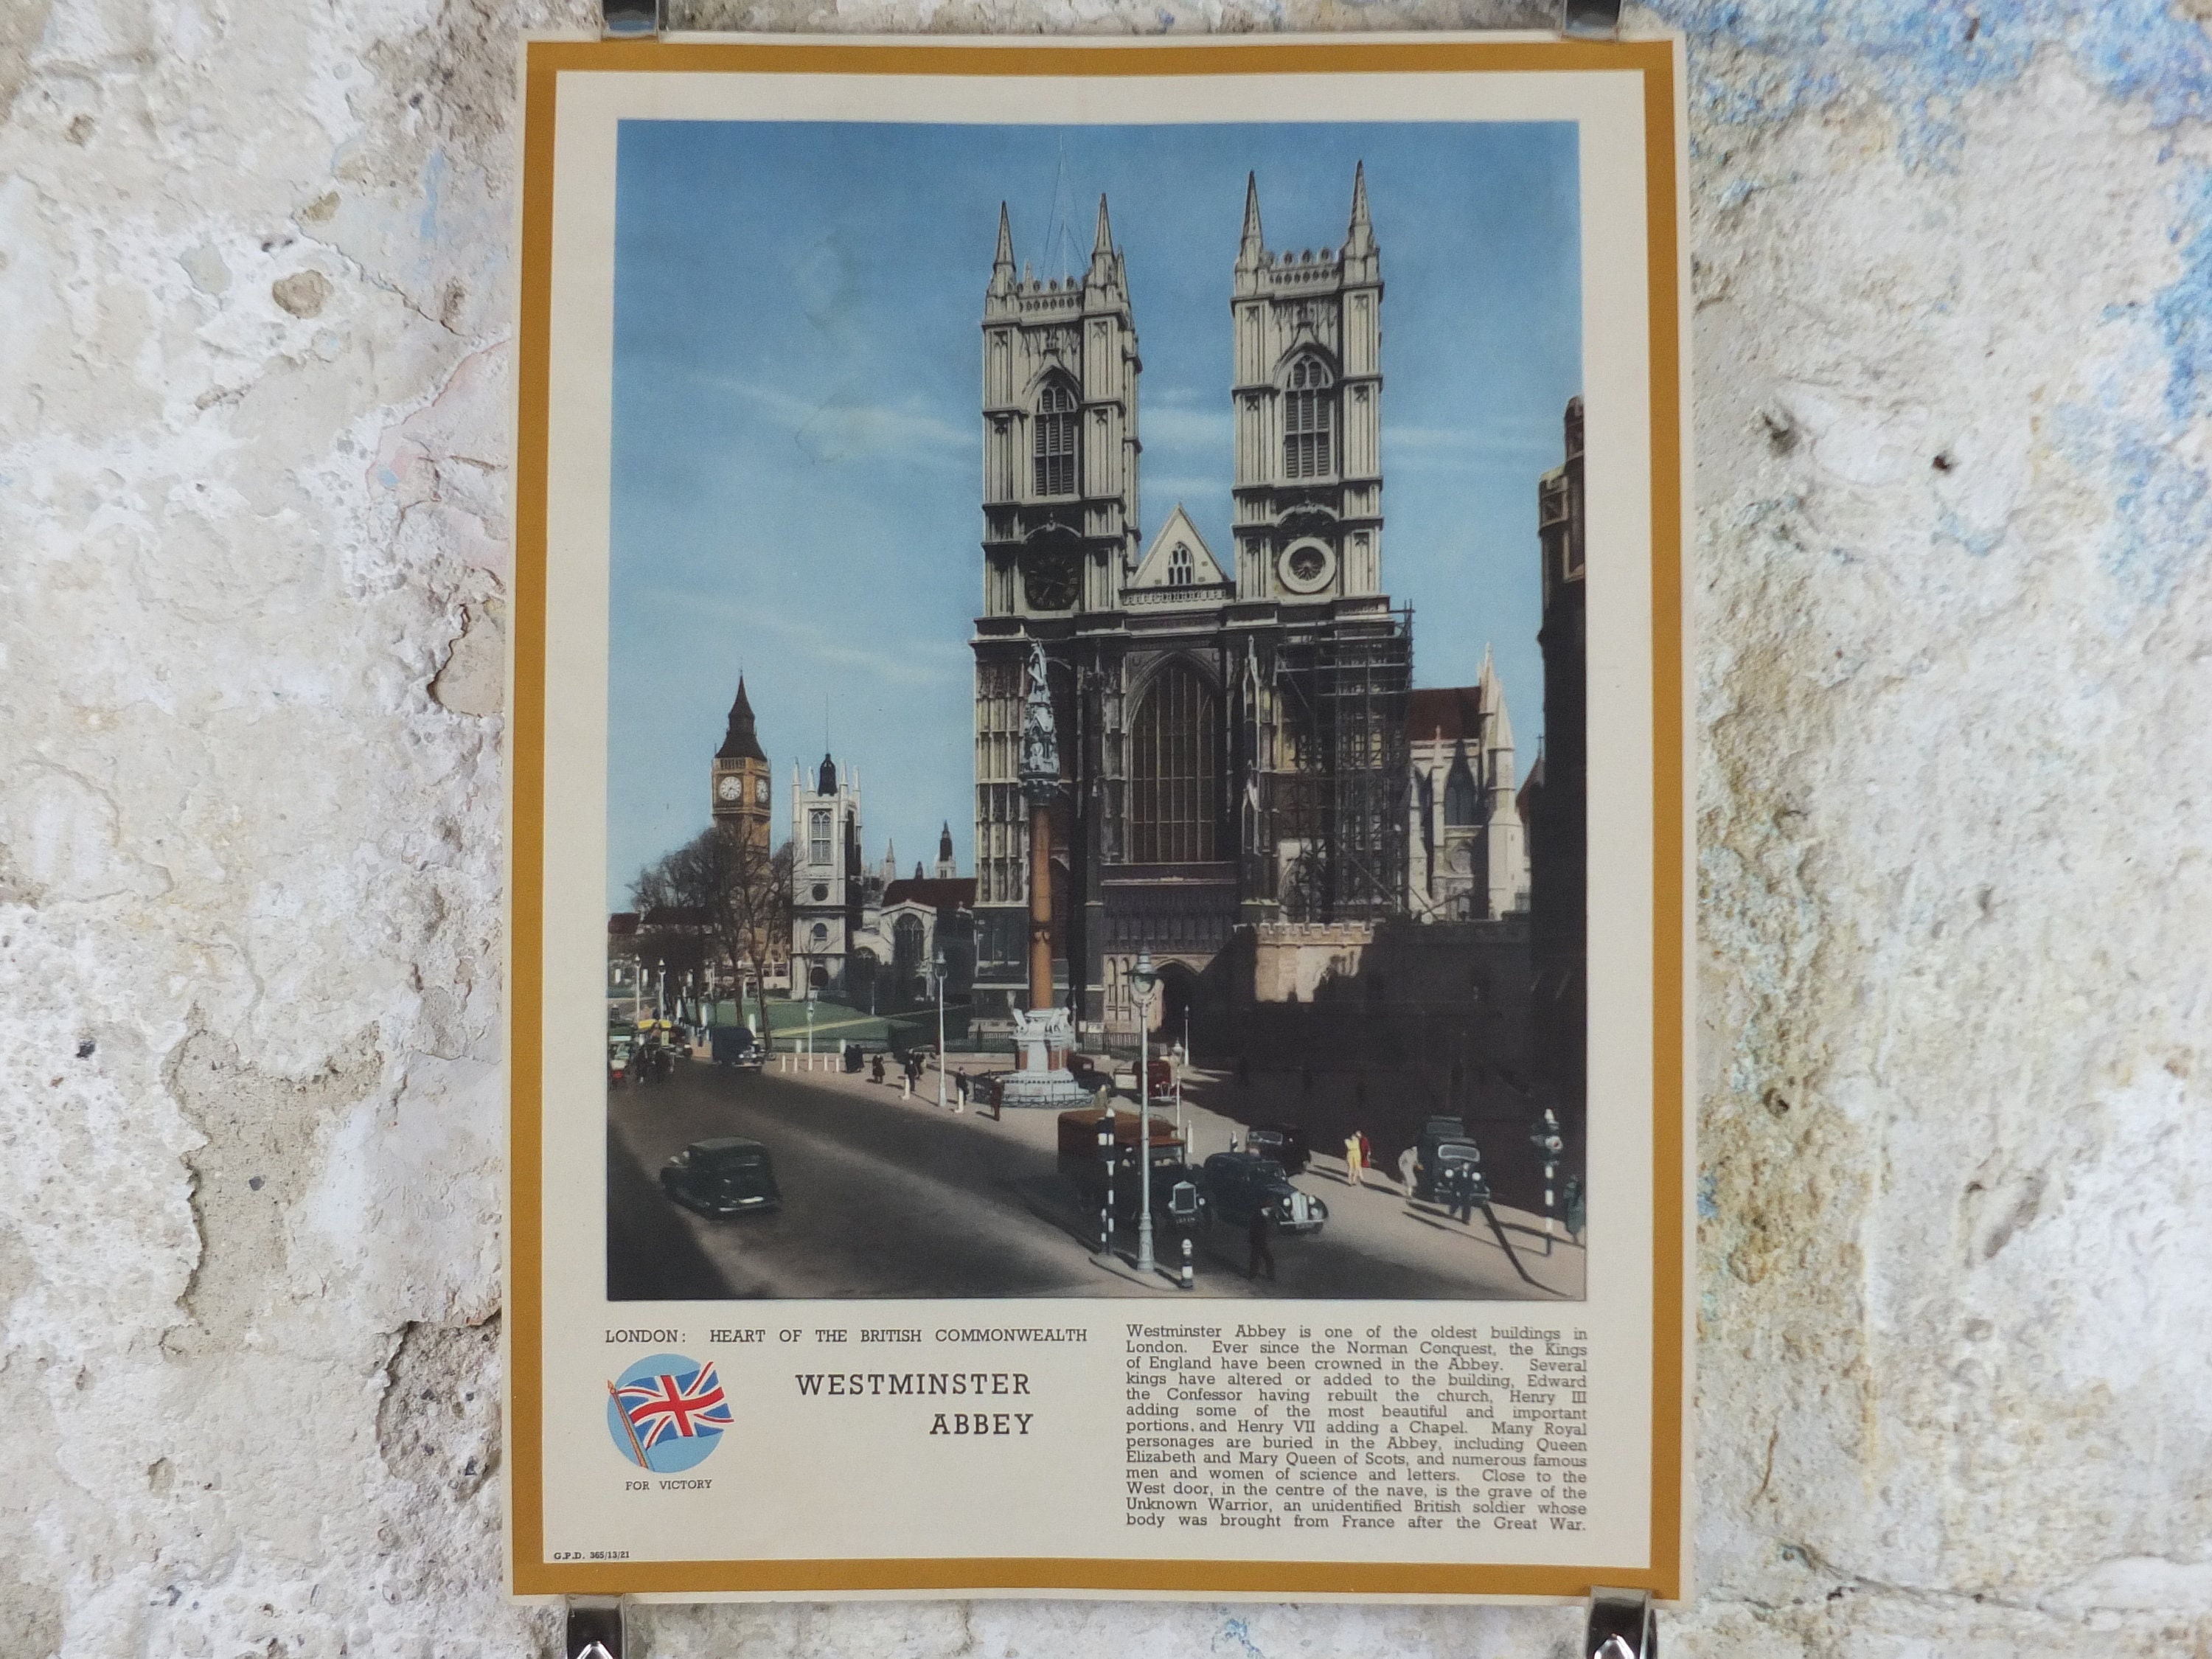 LONDON: HEART OF THE BRITISH COMMONWEALTH
WESTMINSTER
ABBEY
FOR VICTORY
Westminster Abbey is one of the oldest buildings in
London. Ever since the Norman Conquest, the Kings
of England have been crowned in the Abbey. Several
kings have altered or added to the building, Edward
the Confessor having rebuilt the church, Henry III
adding some of the most beautiful and important
portions, and Henry VII adding a Chapel. Many Royal
personages are buried in the Abbey, including Queen
Elizabeth and Mary Queen of Scots, and numerous famous
men and women of science and letters. Close to the
West door, in the centre of the nave, is the grave of the
Unknown Warrior, an unidentified British soldier whose
body was brought from France after the Great War.
G.P.D. 365/13/21